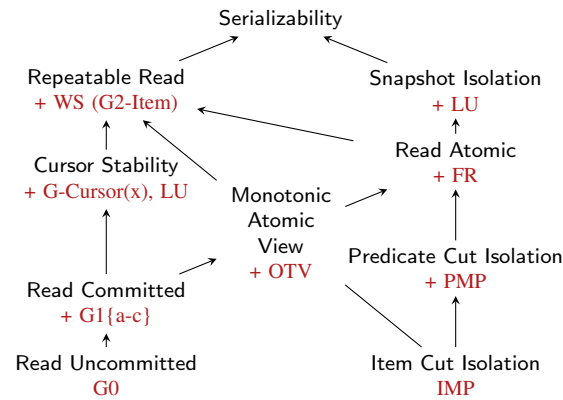 Serializability
Repeatable Read
+ WS (G2-Item)
Snapshot Isolation
+ LU
Cursor Stability
+ G-Cursor(x), LU
Read Atomic
+ FR
Monotonic
Atomic
View
+ OTV
Predicate Cut Isolation
+ PMP
Read Committed
+ G1{a-c}
Read Uncommitted
G0
Item Cut Isolation
IMP